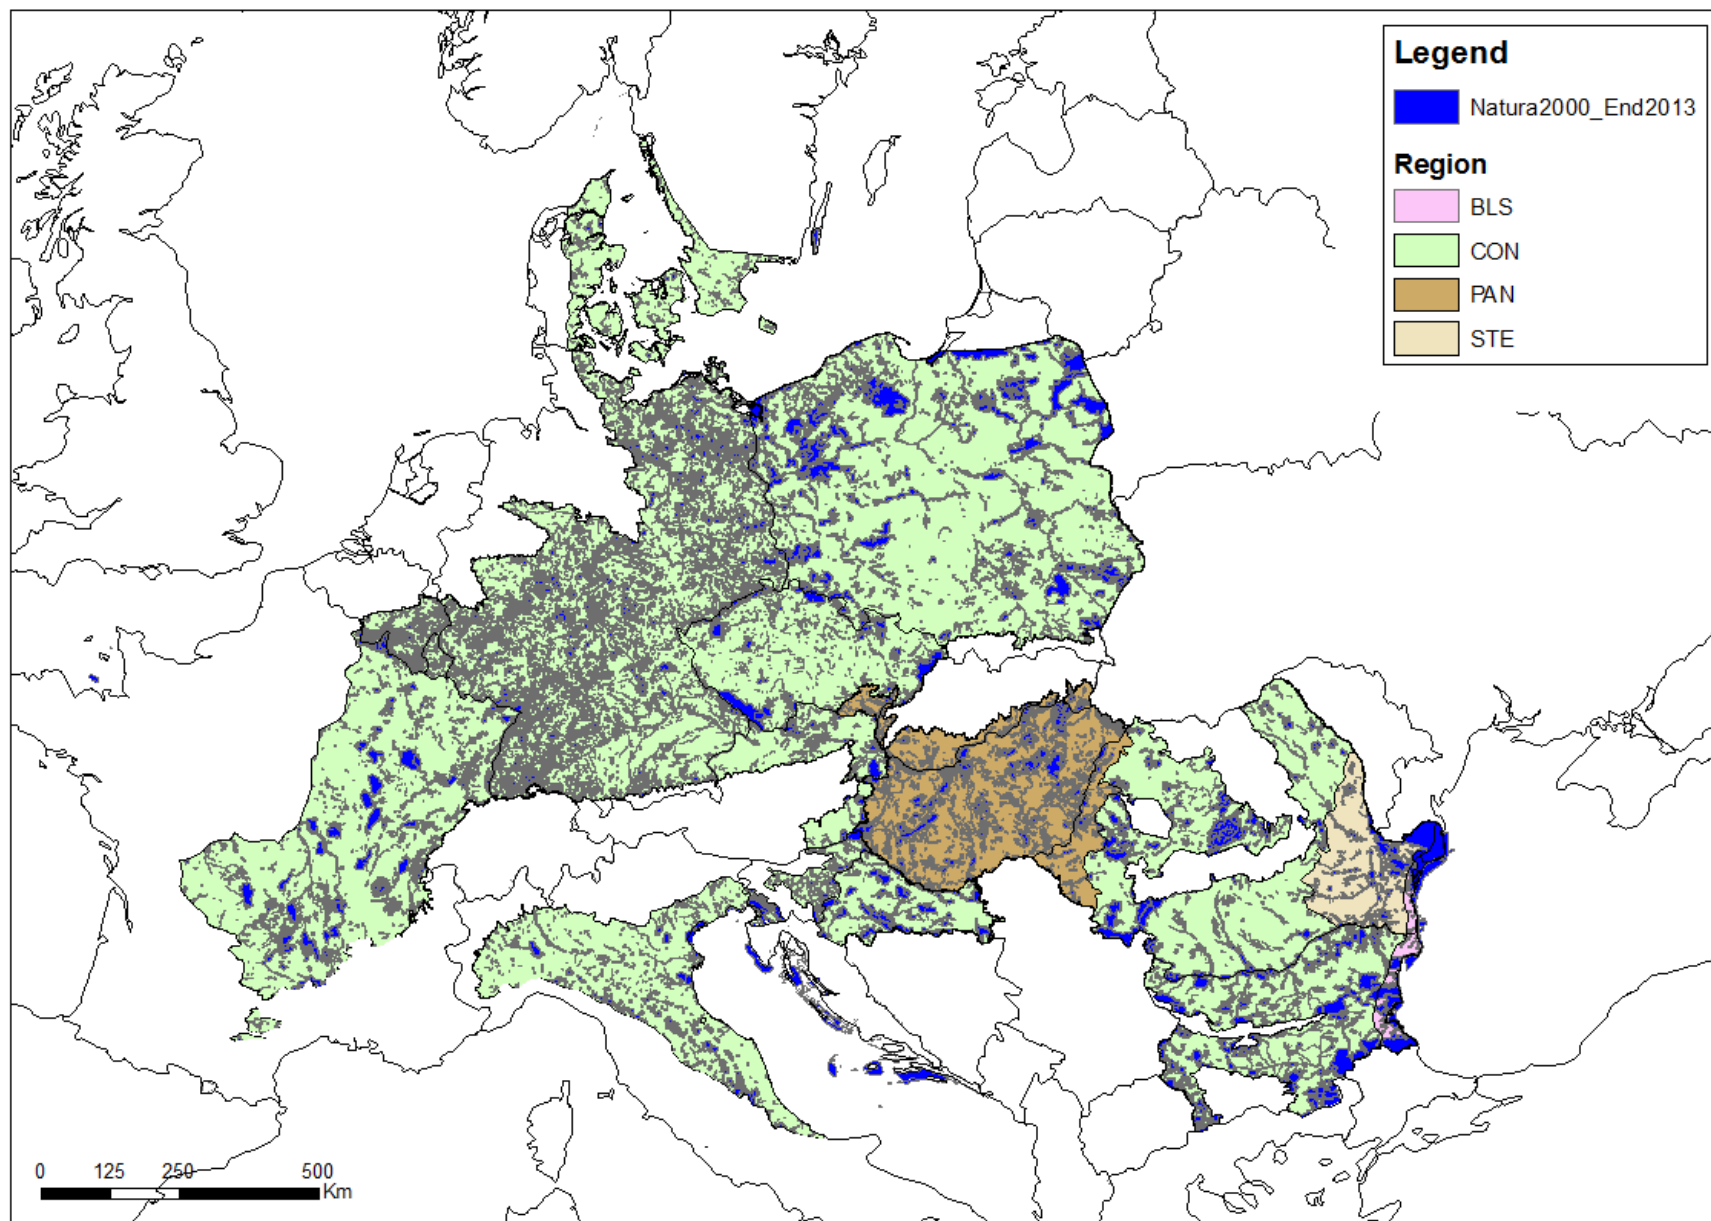 Legend
Natura2000_End2013
Region
BLS
CON
PAN
STE
0 125 250 500
Km